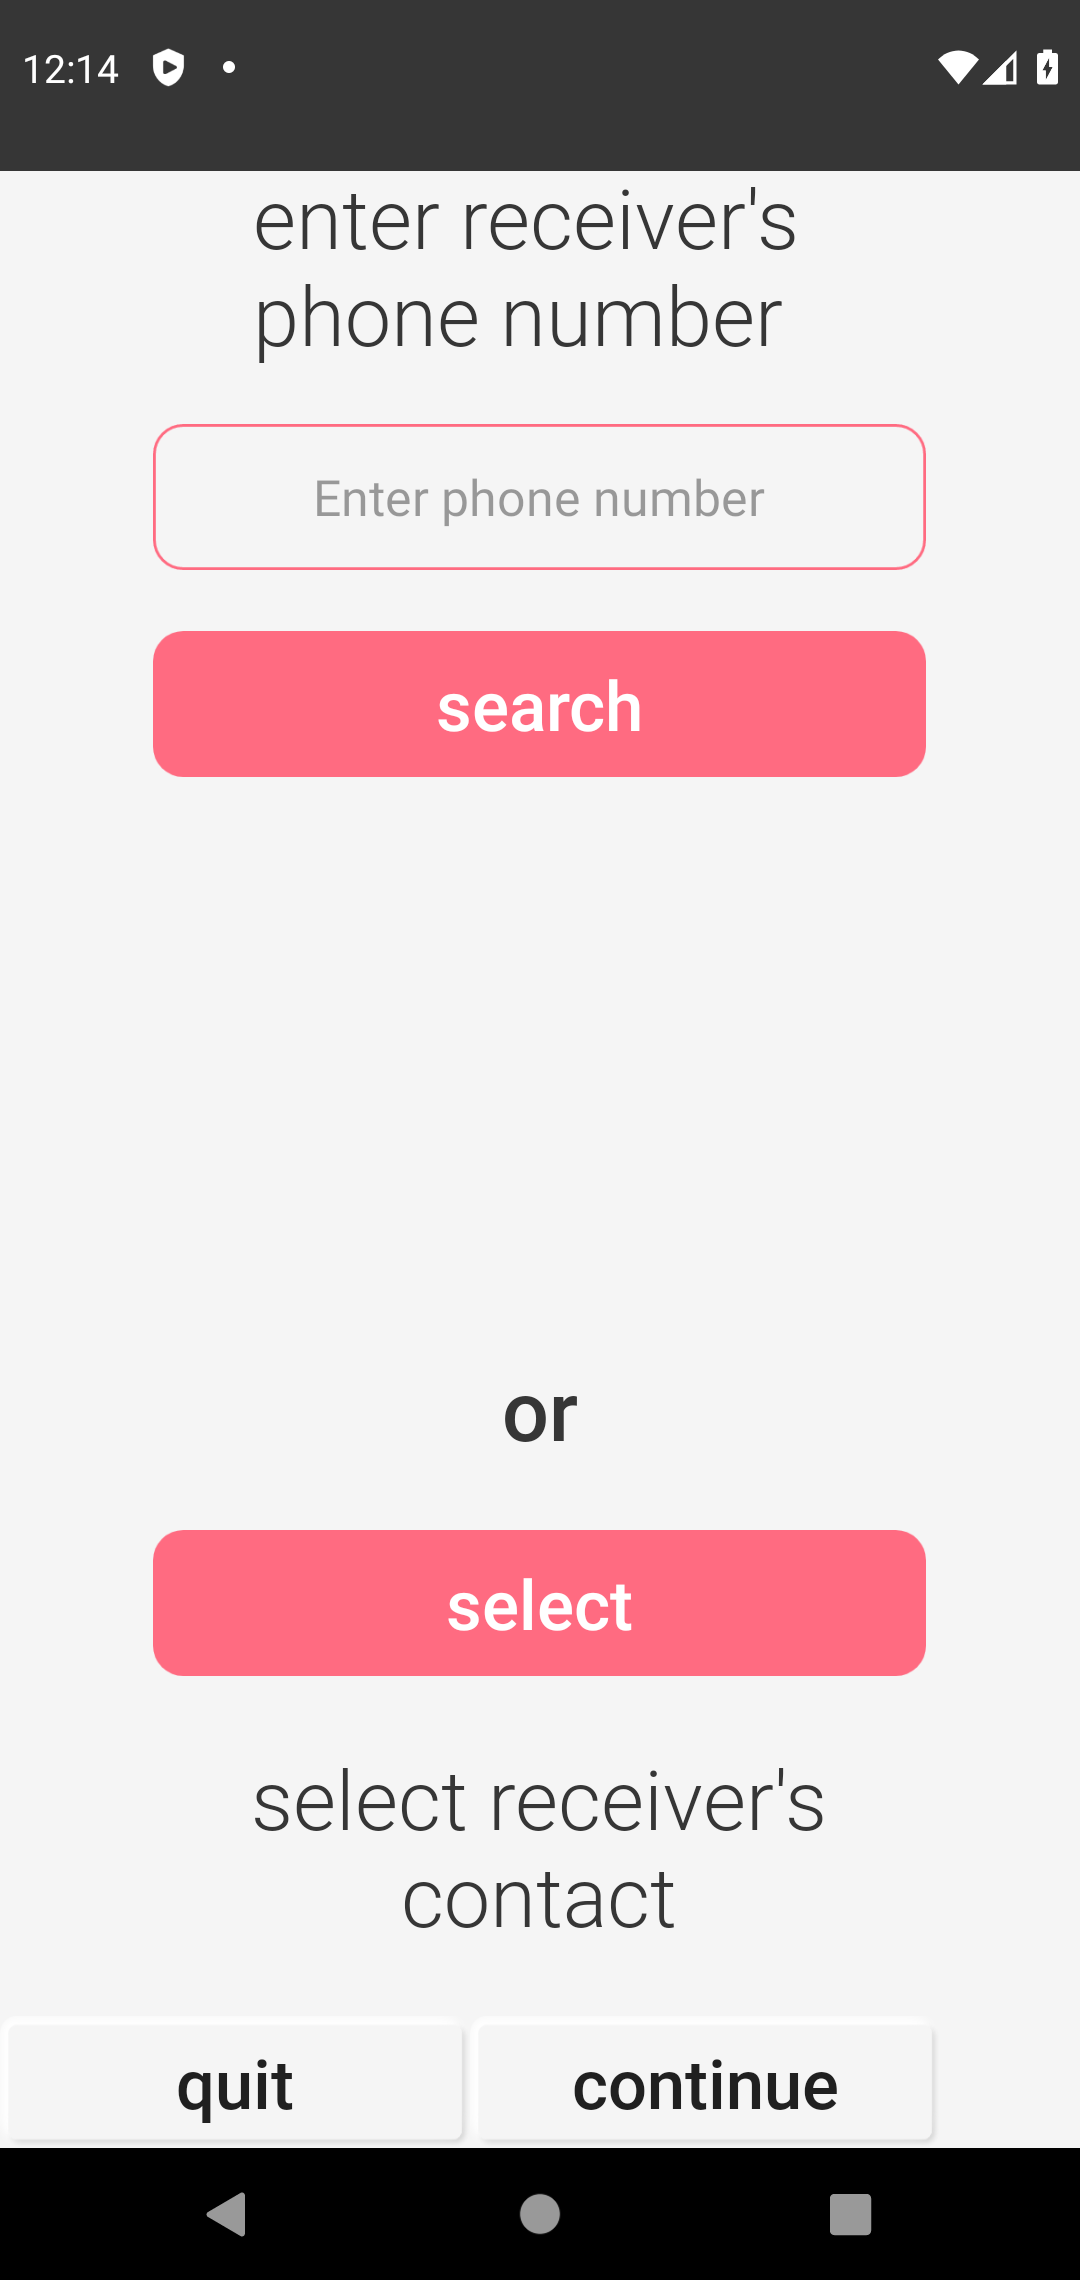 12:14
enter receiver's
phone number
Enter phone number
search
or
select
select receiver's
contact
quit
continue